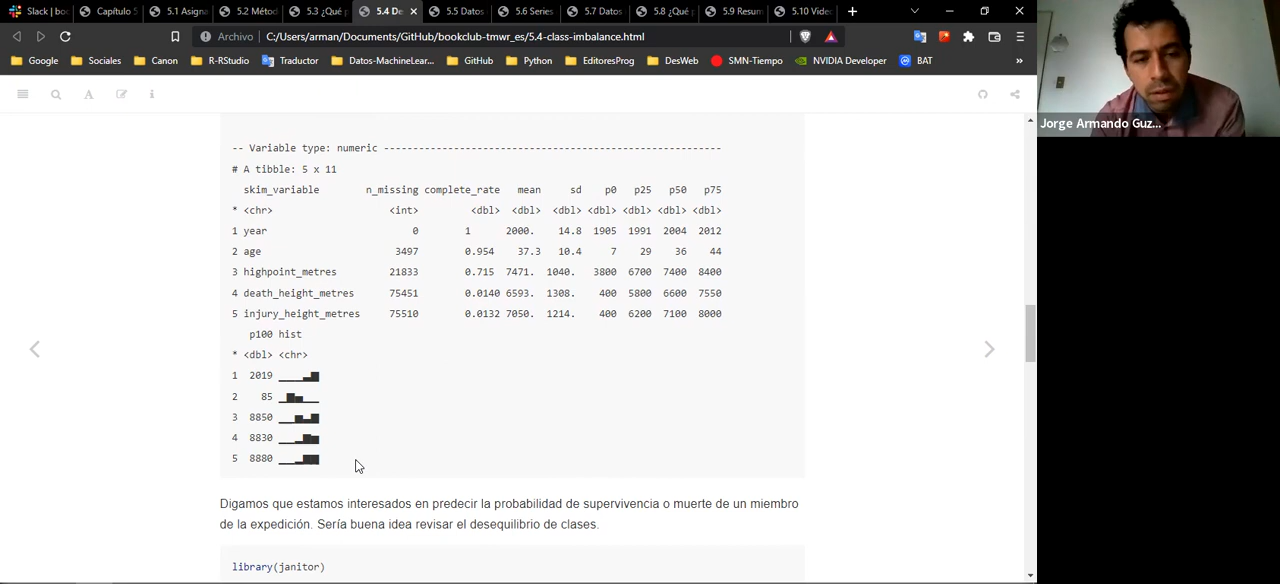 Slack | boo
Capítulo 5
5.1 Asigna
5.2 Métod
5.3 ¿Qué p
5.4 De
5.5 Datos
5.6 Series
5.7 Datos
5.8 ¿Qué p
5.9 Resum
5.10 Video
Archivo
C:/Users/arman/Documents/GitHub/bookclub-tmwr_es/5.4-class-imbalance.html
Google
Sociales
Canon
R-RStudio
Traductor
Datos-MachineLear...
GitHub
Python
EditoresProg
DesWeb
SMN-Tiempo
NVIDIA Developer
BAT
»
Jorge Armando Guz...
-- Variable type: numeric ------------------------------------------------------
# A tibble: 5 x 11
skim_variable n_missing complete_rate mean sd p0 p25 p50 p75
* <chr> <int> <dbl> <dbl> <dbl> <dbl> <dbl> <dbl> <dbl>
1 year 0 1 2000. 14.8 1905 1991 2004 2012
2 age 3497 0.954 37.3 10.4 7 29 36 44
3 highpoint_metres 21833 0.715 7471. 1040. 3800 6700 7400 8400
4 death_height_metres 75451 0.0140 6593. 1308. 400 5800 6600 7550
5 injury_height_metres 75510 0.0132 7050. 1214. 400 6200 7100 8000
p100 hist
* <dbl> <chr>
1 2019 ▁▁▁▃▇
2 85 ▁▇▅▁▁
3 8850 ▁▁▆▃▇
4 8830 ▁▁▂▇▆
5 8880 ▁▁▂▇▇
Digamos que estamos interesados en predecir la probabilidad de supervivencia o muerte de un miembro
de la expedición. Sería buena idea revisar el desequilibrio de clases.
library(janitor)